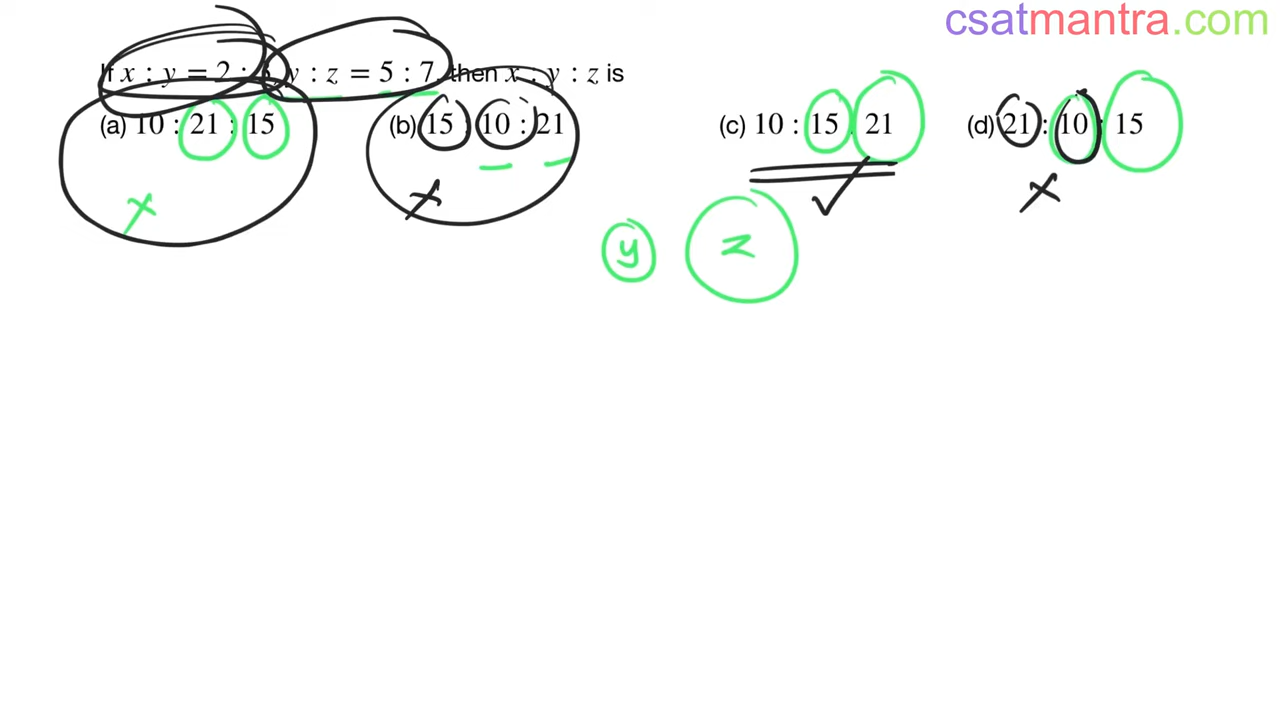 csatmantra.com
If x : y = 2 : 3, y : z = 5 : 7, then x : y : z is
(a) 10 : 21 : 15 (b) 15 : 10 : 21 (c) 10 : 15 : 21 (d) 21 : 10 : 15
y z